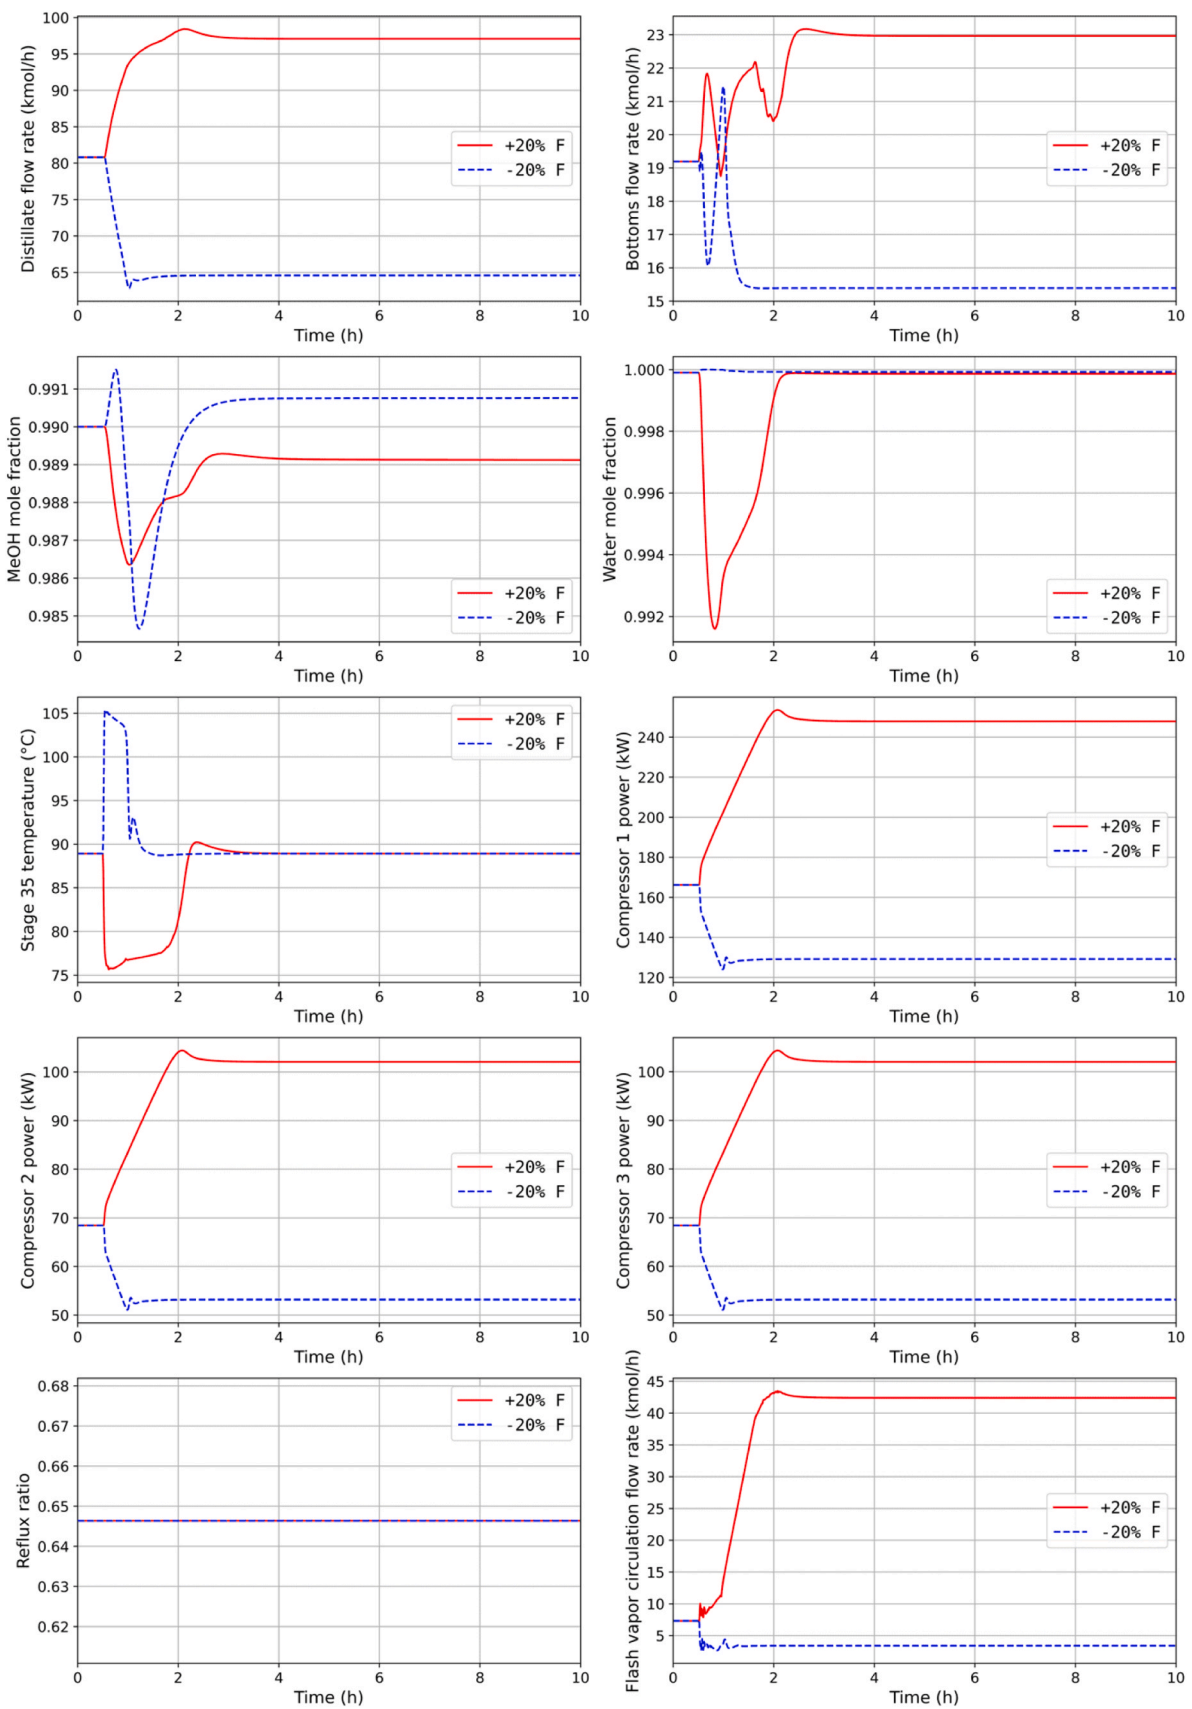 Distillate flow rate (kmol/h)
100
95
90
85
80
75
70
65
+20% F
-20% F
0 2 4 6 8 10
Time (h)
Bottoms flow rate (kmol/h)
23
22
21
20
19
18
17
16
15
+20% F
-20% F
0 2 4 6 8 10
Time (h)
MeOH mole fraction
0.991
0.990
0.989
0.988
0.987
0.986
0.985
+20% F
-20% F
0 2 4 6 8 10
Time (h)
Water mole fraction
1.000
0.998
0.996
0.994
0.992
+20% F
-20% F
0 2 4 6 8 10
Time (h)
Stage 35 temperature (°C)
105
100
95
90
85
80
75
+20% F
-20% F
0 2 4 6 8 10
Time (h)
Compressor 1 power (kW)
240
220
200
180
160
140
120
+20% F
-20% F
0 2 4 6 8 10
Time (h)
Compressor 2 power (kW)
100
90
80
70
60
50
+20% F
-20% F
0 2 4 6 8 10
Time (h)
Compressor 3 power (kW)
100
90
80
70
60
50
+20% F
-20% F
0 2 4 6 8 10
Time (h)
Reflux ratio
0.68
0.67
0.66
0.65
0.64
0.63
0.62
+20% F
-20% F
0 2 4 6 8 10
Time (h)
Flash vapor circulation flow rate (kmol/h)
45
40
35
30
25
20
15
10
5
+20% F
-20% F
0 2 4 6 8 10
Time (h)